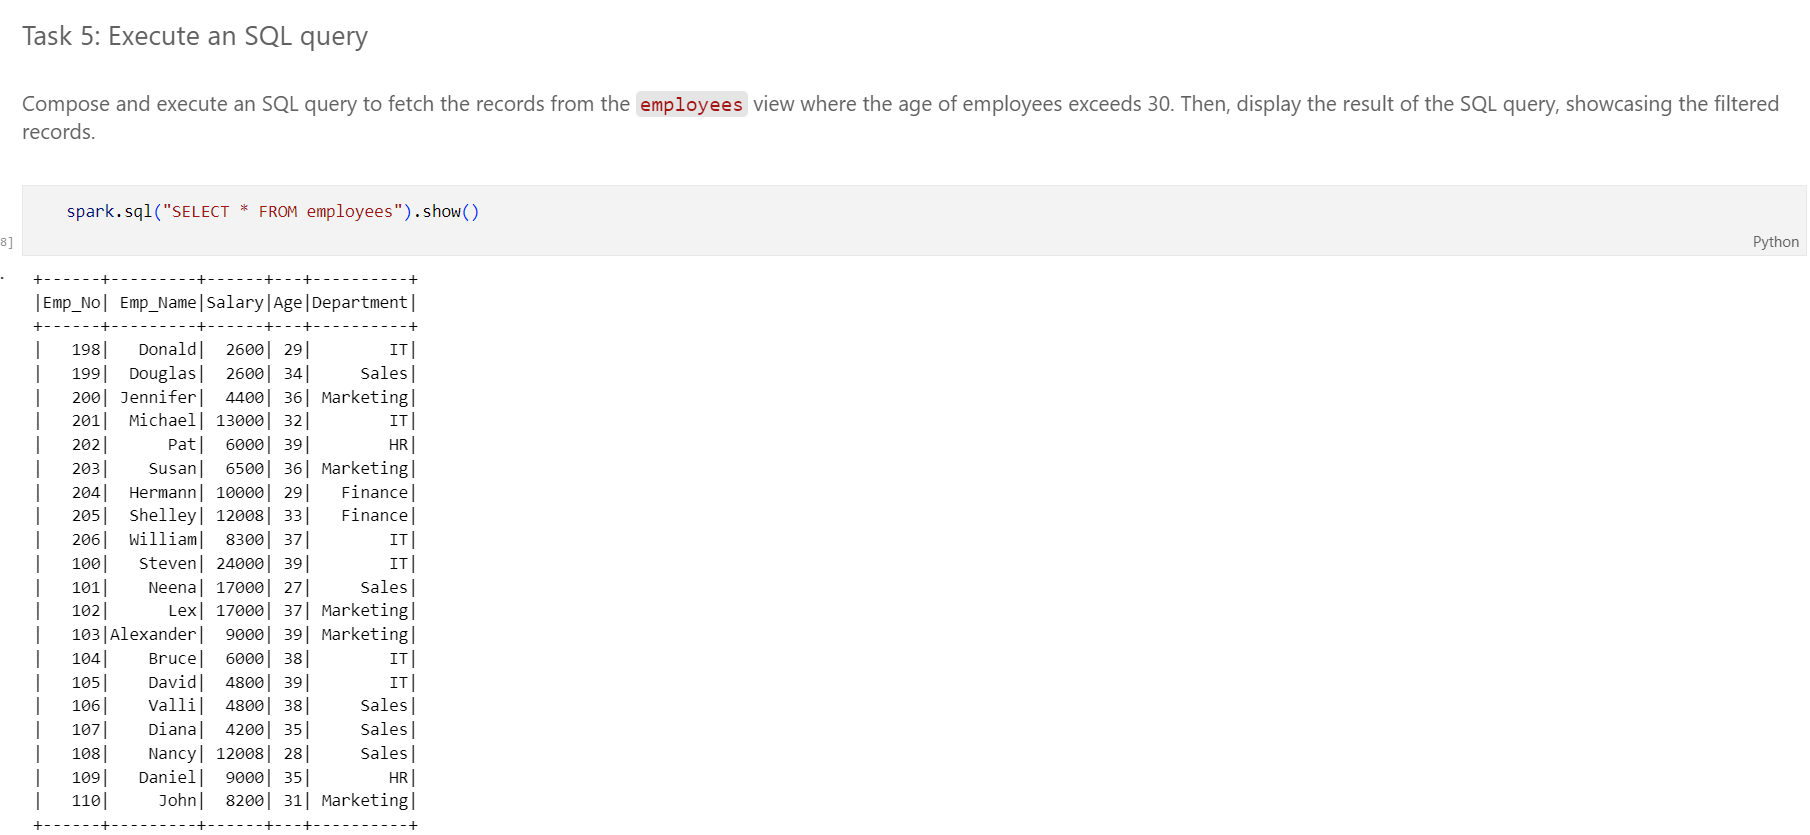 Task 5: Execute an SQL query
Compose and execute an SQL query to fetch the records from the employees view where the age of employees exceeds 30. Then, display the result of the SQL query, showcasing the filtered
records.
spark.sql("SELECT * FROM employees").show()
8]
Python
+------+---------+------+---+----------+
|Emp_No| Emp_Name|Salary|Age|Department|
+------+---------+------+---+----------+
|   198|   Donald|  2600| 29|        IT|
|   199|  Douglas|  2600| 34|     Sales|
|   200| Jennifer|  4400| 36| Marketing|
|   201|  Michael| 13000| 32|        IT|
|   202|      Pat|  6000| 39|        HR|
|   203|    Susan|  6500| 36| Marketing|
|   204|  Hermann| 10000| 29|   Finance|
|   205|  Shelley| 12008| 33|   Finance|
|   206|  William|  8300| 37|        IT|
|   100|   Steven| 24000| 39|        IT|
|   101|    Neena| 17000| 27|     Sales|
|   102|      Lex| 17000| 37| Marketing|
|   103|Alexander|  9000| 39| Marketing|
|   104|    Bruce|  6000| 38|        IT|
|   105|    David|  4800| 39|        IT|
|   106|    Valli|  4800| 38|     Sales|
|   107|    Diana|  4200| 35|     Sales|
|   108|    Nancy| 12008| 28|     Sales|
|   109|   Daniel|  9000| 35|        HR|
|   110|     John|  8200| 31| Marketing|
+------+---------+------+---+----------+